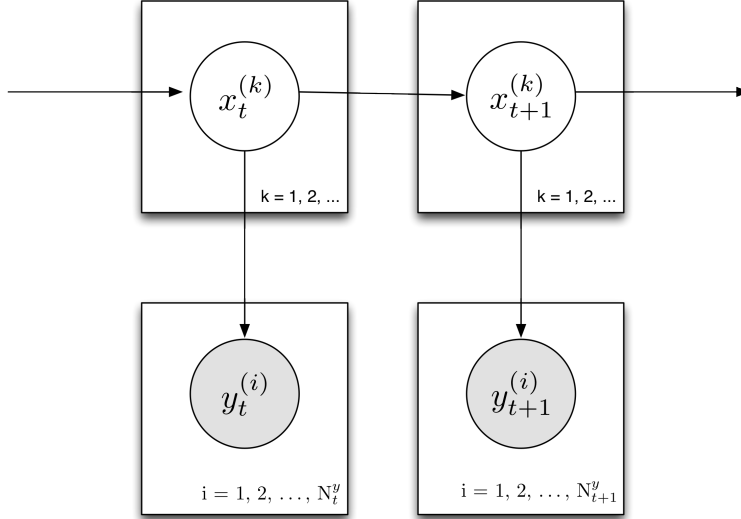 x_t^{(k)} x_{t+1}^{(k)}
k = 1, 2, ... k = 1, 2, ...
y_t^{(i)} y_{t+1}^{(i)}
i = 1, 2, …, N_t^y i = 1, 2, …, N_{t+1}^y